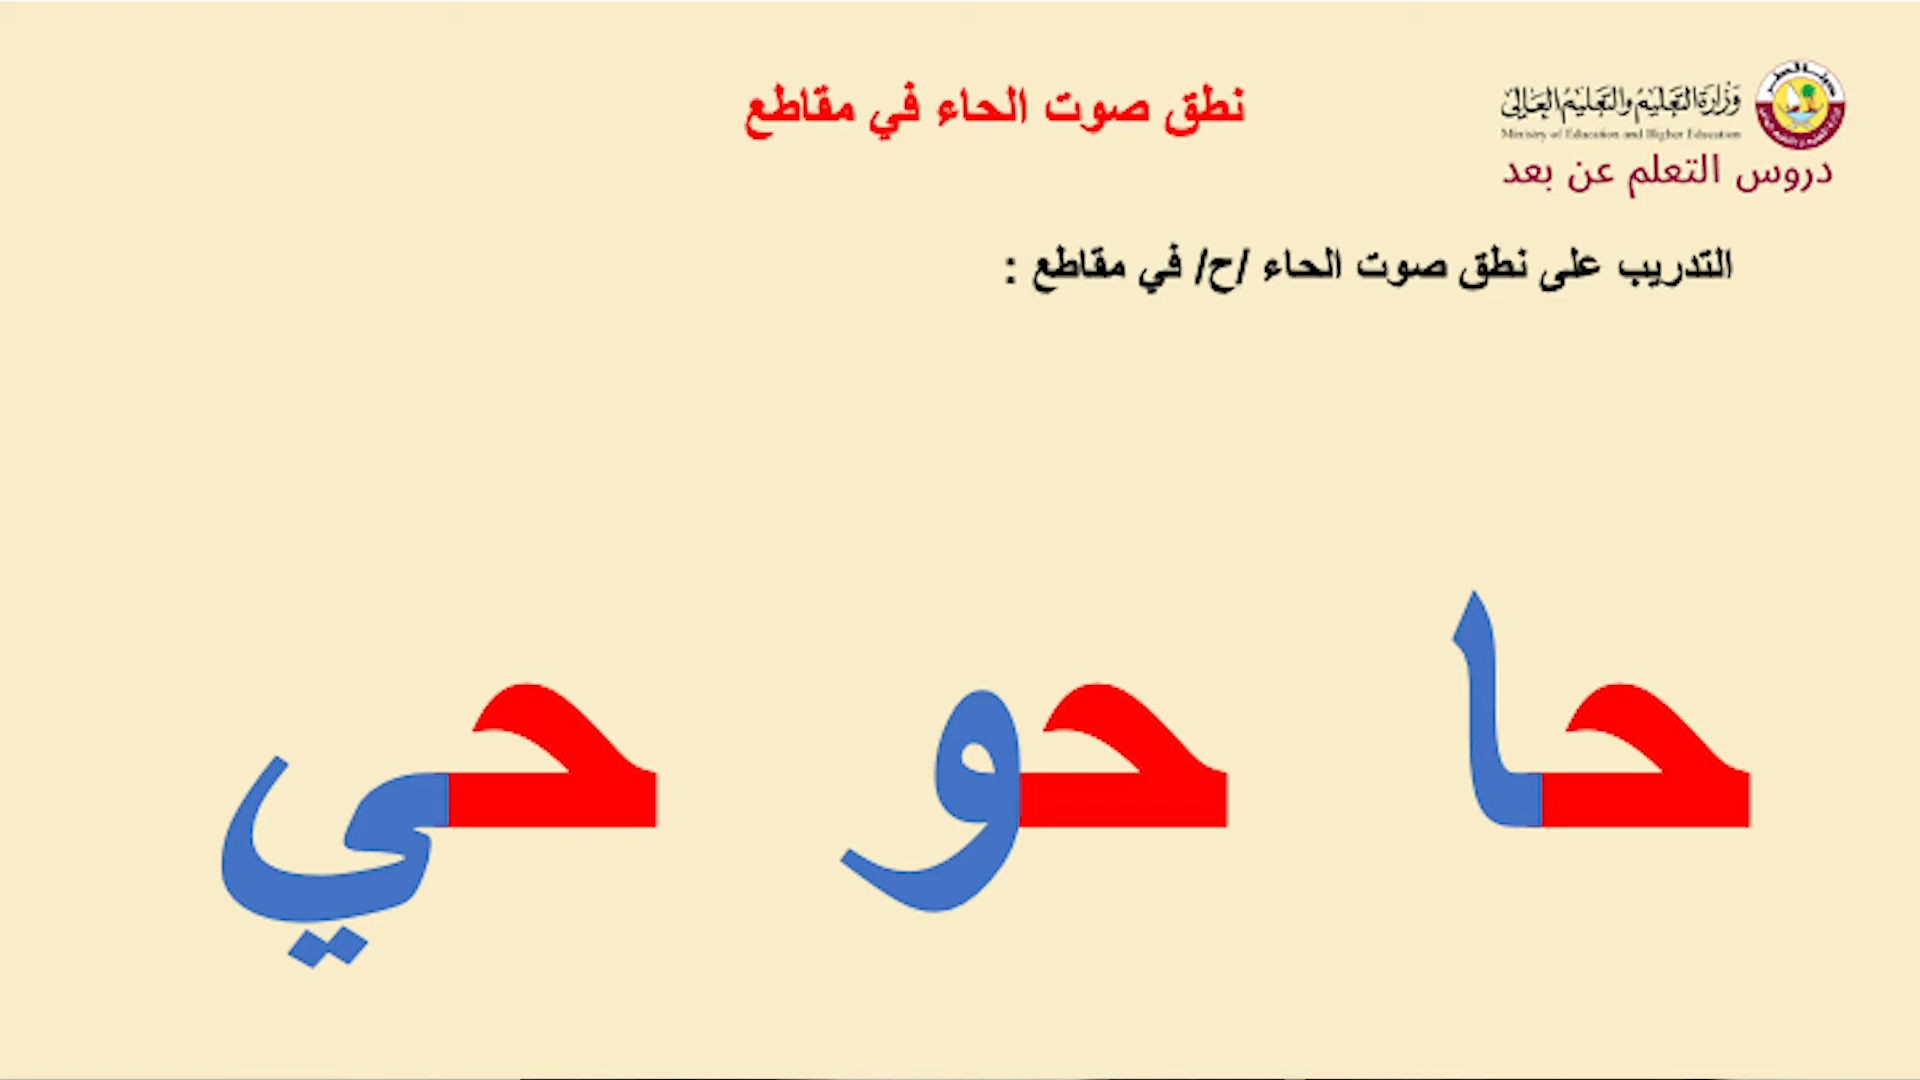 نطق صوت الحاء في مقاطع
وزارة التعليم والتعليم العالي
Ministry of Education and Higher Education
دروس التعلم عن بعد
التدريب على نطق صوت الحاء /ح/ في مقاطع :
حا حو حي